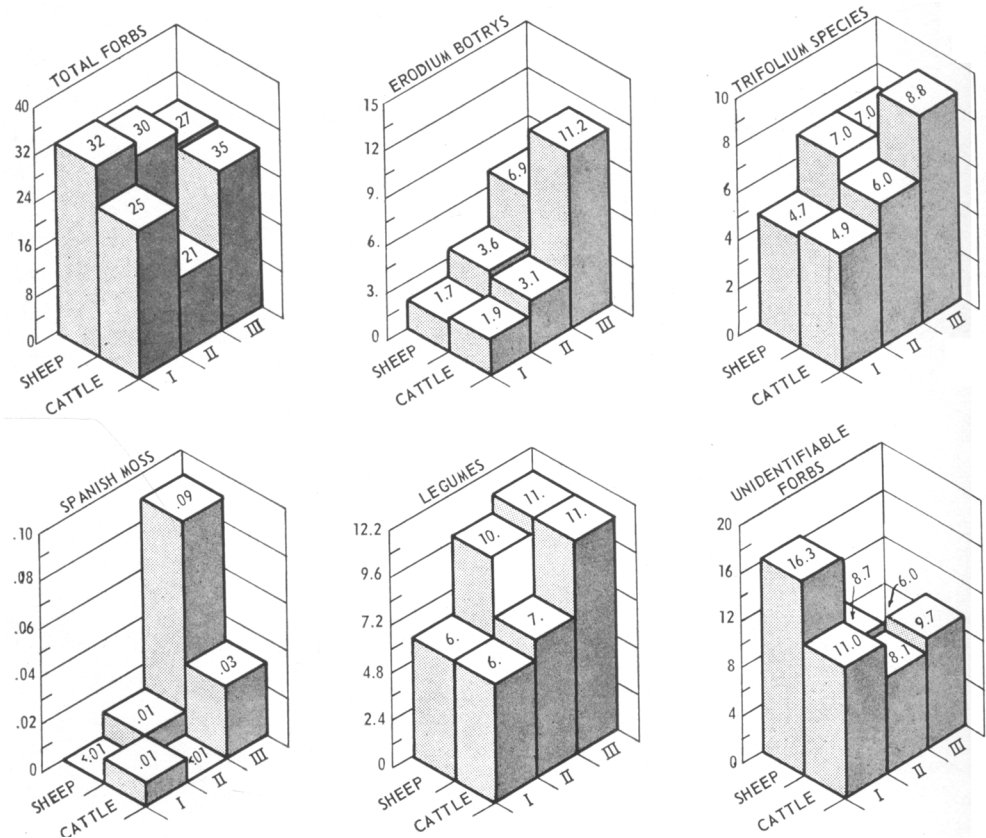 TOTAL FORBS
40
32
24
16
8
0
32
30
27
25
21
35
SHEEP
CATTLE
I
II
III
ERODIUM BOTRYS
15
12
9.
6.
3.
0
1.7
3.6
6.9
1.9
3.1
11.2
SHEEP
CATTLE
I
II
III
TRIFOLIUM SPECIES
10
8
6
4
2
0
4.7
7.0
7.0
4.9
6.0
8.8
SHEEP
CATTLE
I
II
III
SPANISH MOSS
.10
.08
.06
.04
.02
0
<.01
.01
.09
.01
<.01
.03
SHEEP
CATTLE
I
II
III
LEGUMES
12.2
9.6
7.2
4.8
2.4
0
6.
10.
11.
6.
7.
11.
SHEEP
CATTLE
I
II
III
UNIDENTIFIABLE
FORBS
20
16
12
8
4
0
16.3
8.7
6.0
11.0
8.1
9.7
SHEEP
CATTLE
I
II
III